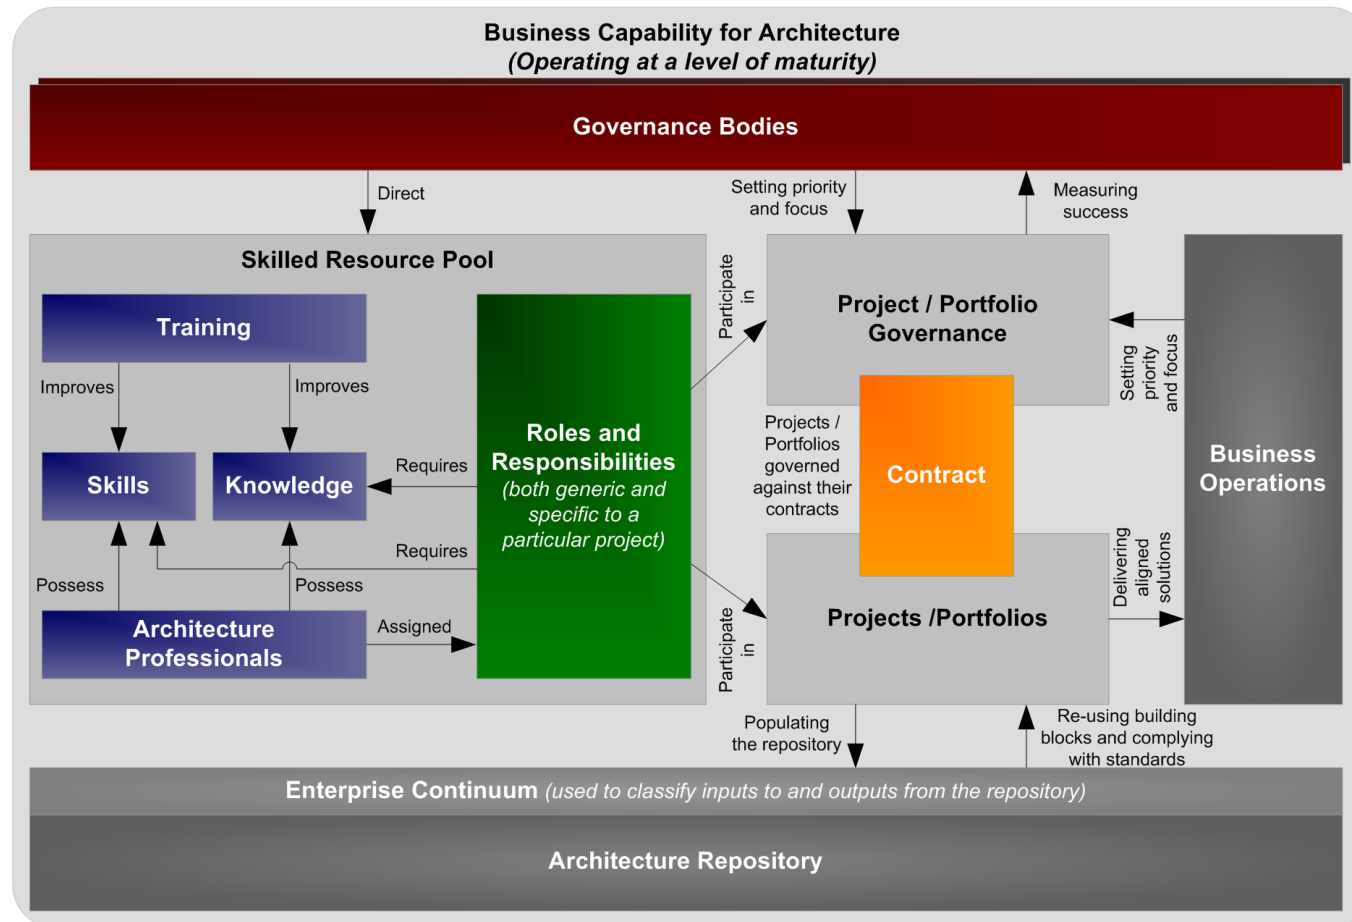 Business Capability for Architecture
(Operating at a level of maturity)
Governance Bodies
Direct
Setting priority
and focus
Measuring
success
Skilled Resource Pool
Training
Improves
Improves
Skills
Knowledge
Requires
Requires
Possess
Possess
Architecture
Professionals
Assigned
Roles and
Responsibilities
(both generic and
specific to a
particular project)
Participate
in
Participate
in
Project / Portfolio
Governance
Projects /
Portfolios
governed
against their
contracts
Contract
Projects /Portfolios
Setting
priority
and focus
Delivering
aligned
solutions
Business
Operations
Populating
the repository
Re-using building
blocks and complying
with standards
Enterprise Continuum (used to classify inputs to and outputs from the repository)
Architecture Repository